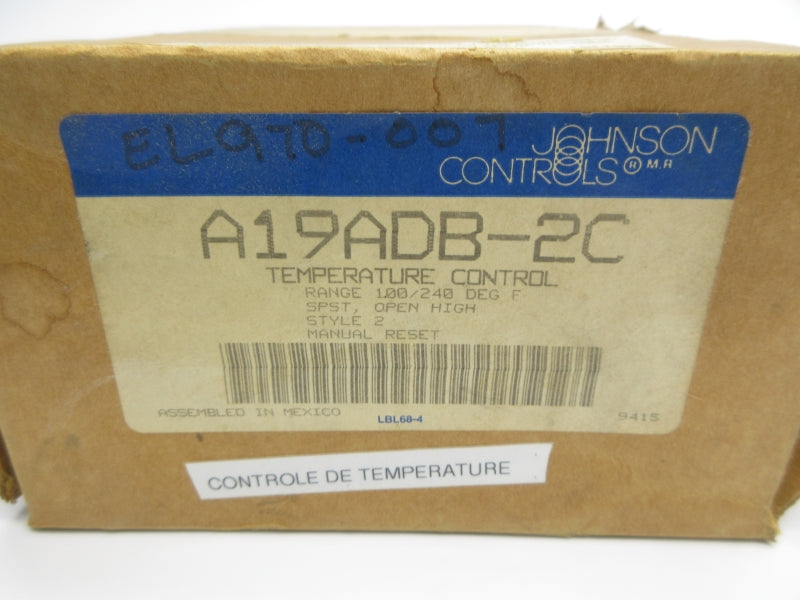 EL970-007
JOHNSON
CONTROLS ® M.R
A19ADB-2C
TEMPERATURE CONTROL
RANGE 100/240 DEG F
SPST, OPEN HIGH
STYLE 2
MANUAL RESET
ASSEMBLED IN MEXICO LBL68-4 9415
CONTROLE DE TEMPERATURE